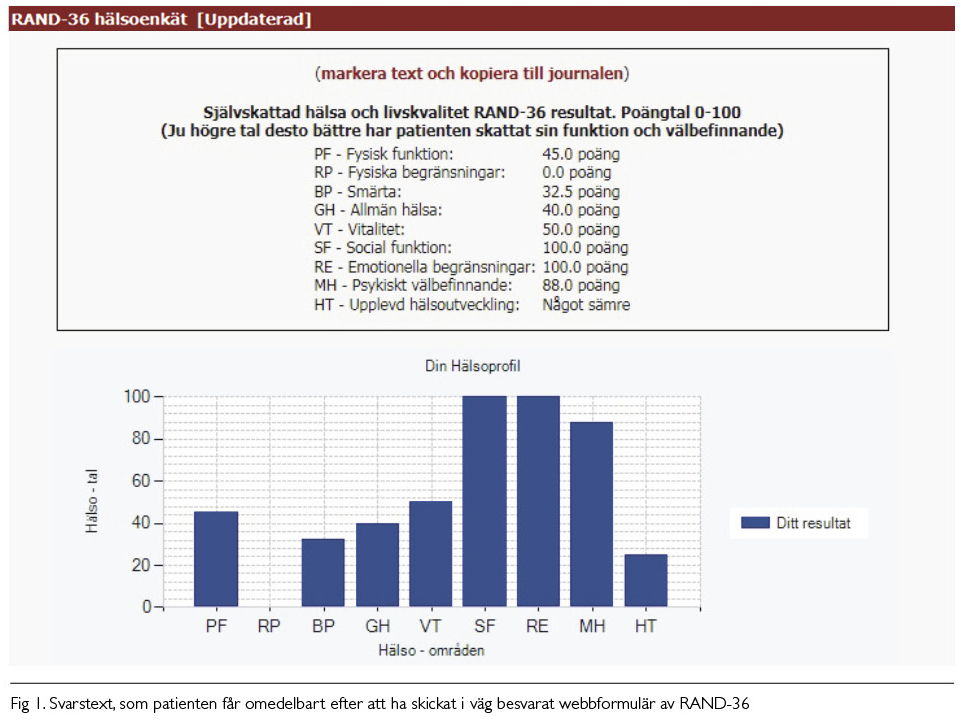 RAND-36 hälsoenkät [Uppdaterad]
(markera text och kopiera till journalen)
Självskattad hälsa och livskvalitet RAND-36 resultat. Poängtal 0-100
(Ju högre tal desto bättre har patienten skattat sin funktion och välbefinnande)
PF - Fysisk funktion: 45.0 poäng
RP - Fysiska begränsningar: 0.0 poäng
BP - Smärta: 32.5 poäng
GH - Allmän hälsa: 40.0 poäng
VT - Vitalitet: 50.0 poäng
SF - Social funktion: 100.0 poäng
RE - Emotionella begränsningar: 100.0 poäng
MH - Psykiskt välbefinnande: 88.0 poäng
HT - Upplevd hälsoutveckling: Något sämre
Din Hälsoprofil
100
80
60
40
20
0
Hälso - tal
PF RP BP GH VT SF RE MH HT
Hälso - områden
Ditt resultat
Fig 1. Svarstext, som patienten får omedelbart efter att ha skickat i väg besvarat webbformulär av RAND-36